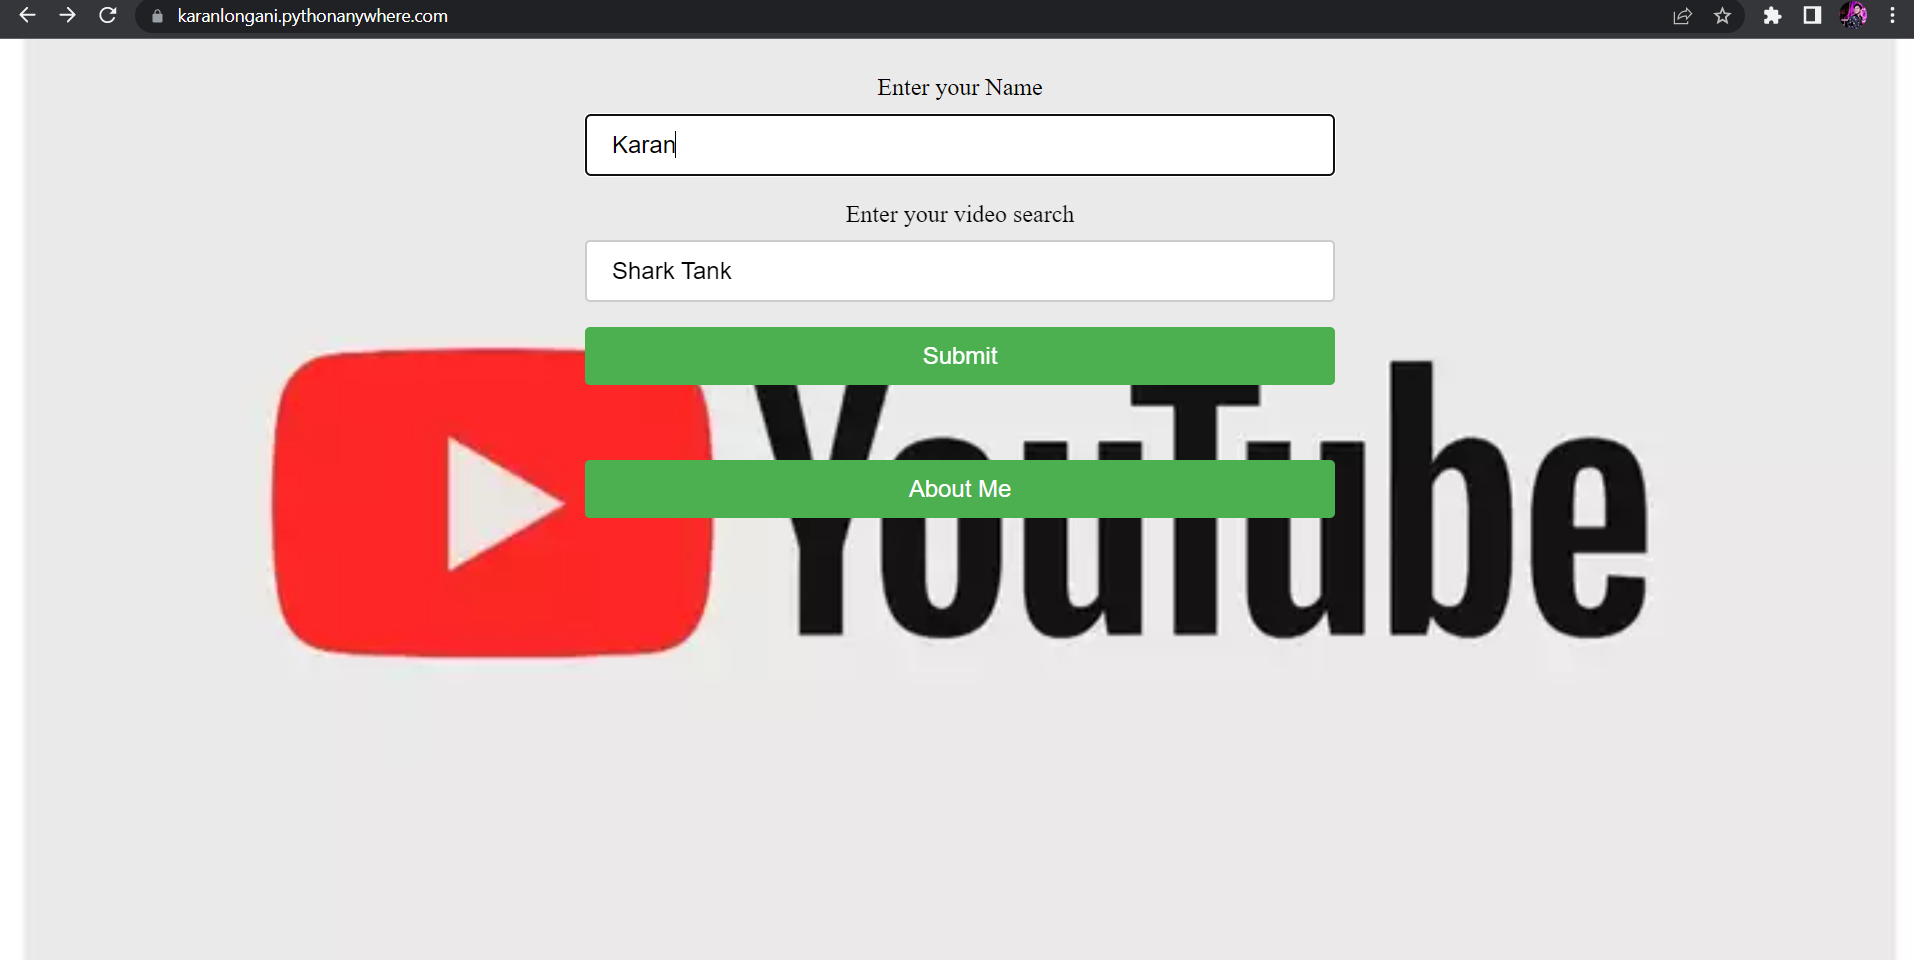 karanlongani.pythonanywhere.com
Enter your Name
Karan
Enter your video search
Shark Tank
Submit
YouTube
About Me